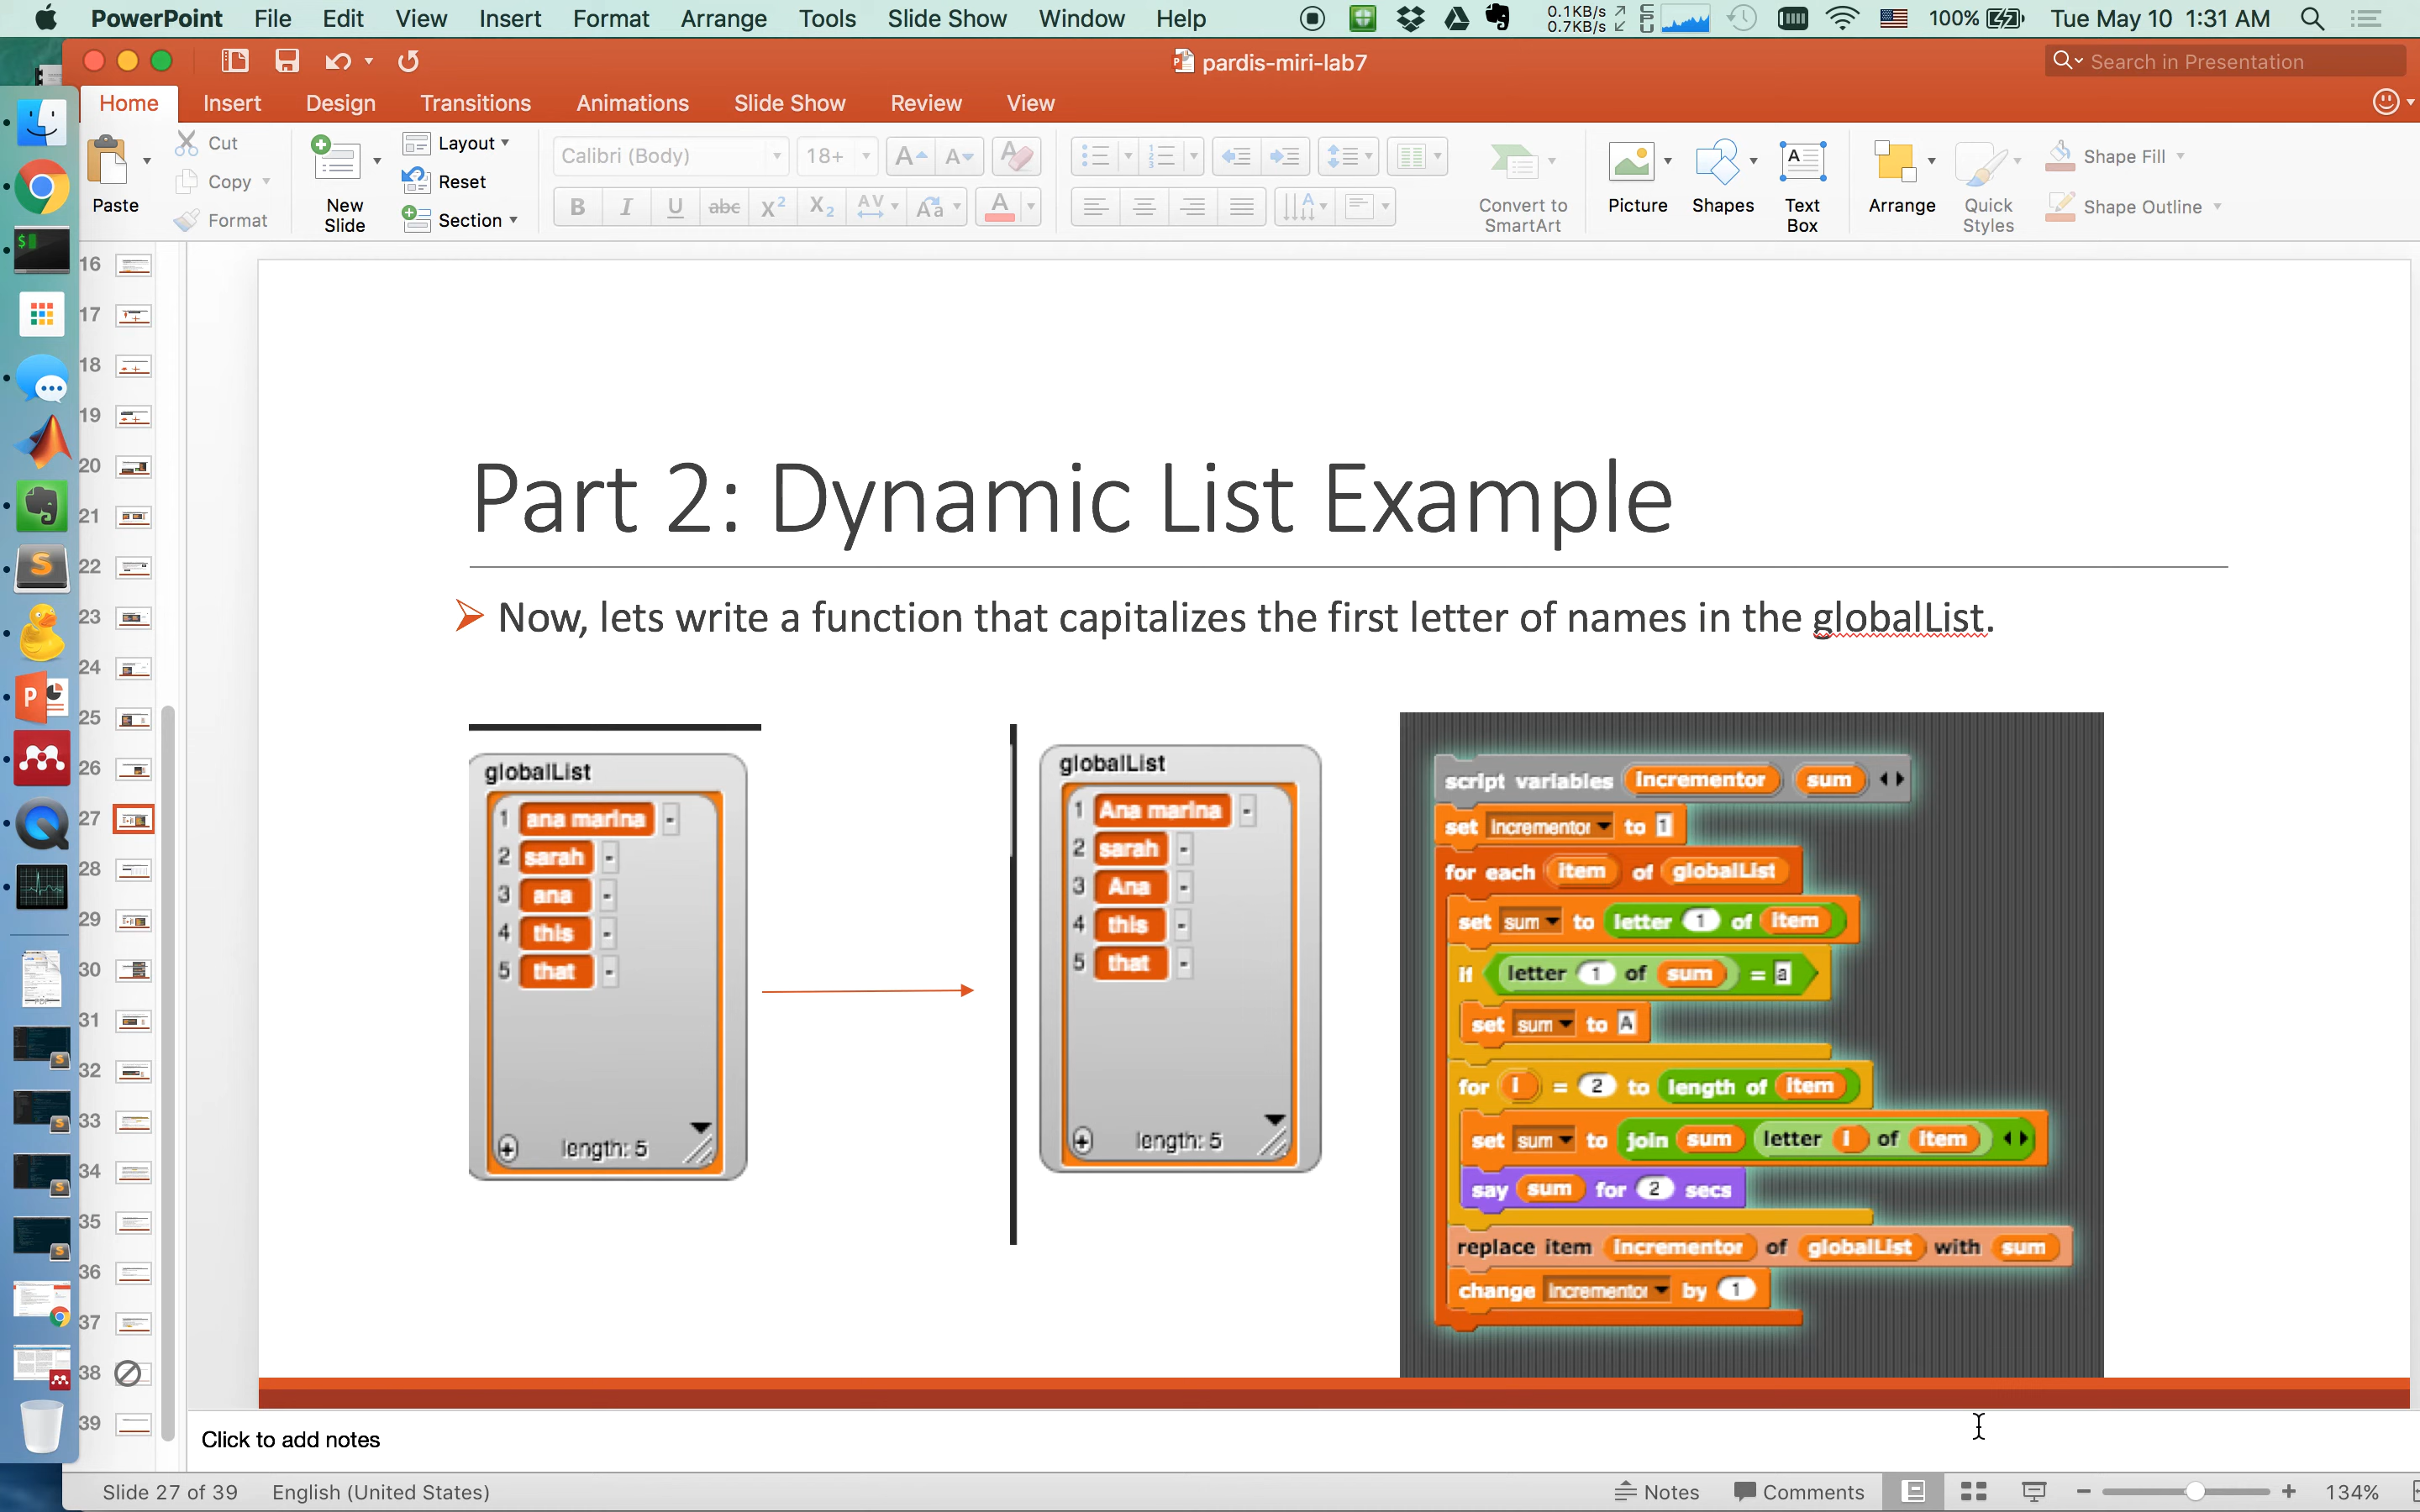 PowerPoint File Edit View Insert Format Arrange Tools Slide Show Window Help 0.1KB/s 0.7KB/s CPU 100% Tue May 10 1:31 AM
pardis-miri-lab7
Search in Presentation
Home Insert Design Transitions Animations Slide Show Review View
Paste
Cut
Copy
Format
New Slide
Layout
Reset
Section
Calibri (Body) 18+
B I U abc X² X₂ AV Aa A
Convert to SmartArt
Picture
Shapes
Text Box
Arrange
Quick Styles
Shape Fill
Shape Outline
16
17
18
19
20
21
22
23
24
25
26
27
28
29
30
31
32
33
34
35
36
37
38
39
Part 2: Dynamic List Example
Now, lets write a function that capitalizes the first letter of names in the globalList.
globalList
1 ana marina -
2 sarah -
3 ana -
4 this -
5 that -
+ length: 5
globalList
1 Ana marina -
2 sarah -
3 Ana -
4 this -
5 that -
+ length: 5
script variables Incrementor sum
set Incrementor to 1
for each item of globalList
set sum to letter 1 of item
if letter 1 of sum = a
set sum to A
for i = 2 to length of item
set sum to join sum letter i of item
say sum for 2 secs
replace item Incrementor of globalList with sum
change Incrementor by 1
Click to add notes
Slide 27 of 39 English (United States) Notes Comments 134%